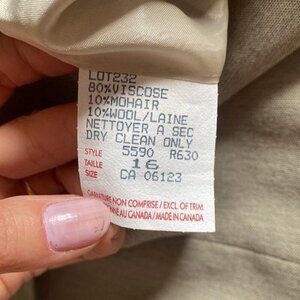 LOT232
80%VISCOSE
10%MOHAIR
10%WOOL/LAINE
NETTOYER A SEC
DRY CLEAN ONLY
STYLE 5590 R630
TAILLE 16
SIZE CA 06123
GARNITURE NON COMPRISE / EXCL OF TRIM
AU CANADA / MADE IN CANADA